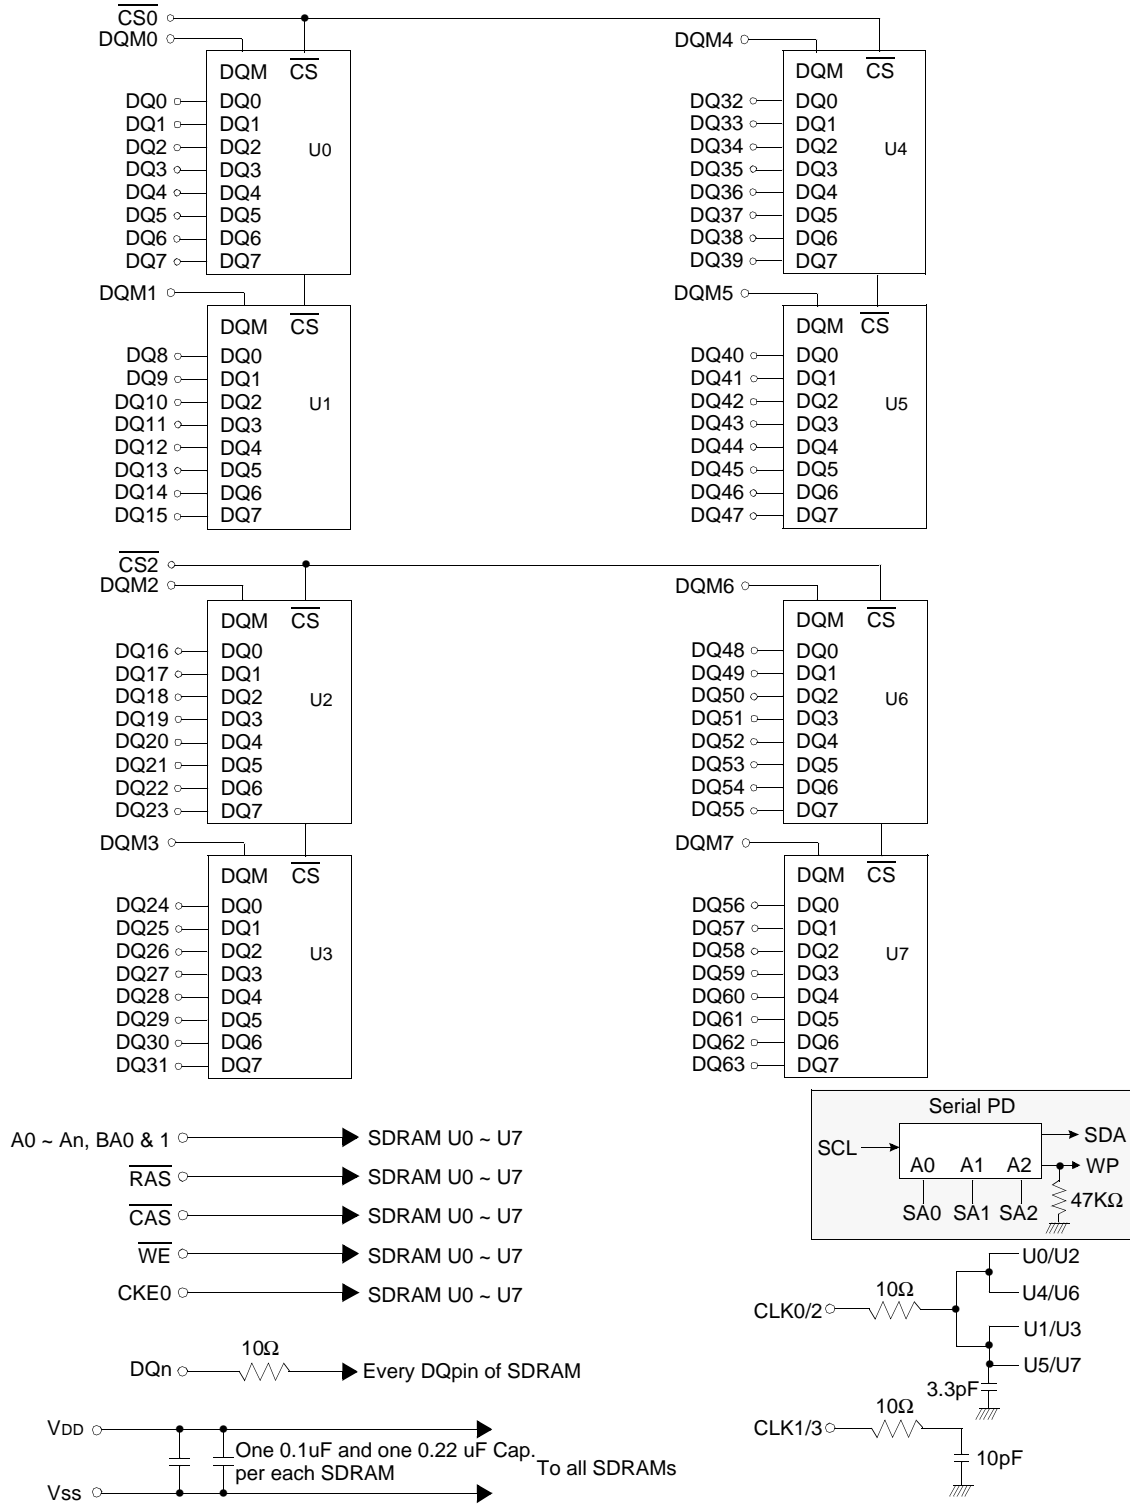 CS0
DQM0
DQM CS
DQ0 DQ0
DQ1 DQ1
DQ2 DQ2
U0
DQ3 DQ3
DQ4 DQ4
DQ5 DQ5
DQ6 DQ6
DQ7 DQ7
DQM1
DQM CS
DQ8 DQ0
DQ9 DQ1
DQ10 DQ2
U1
DQ11 DQ3
DQ12 DQ4
DQ13 DQ5
DQ14 DQ6
DQ15 DQ7
DQM4
DQM CS
DQ32 DQ0
DQ33 DQ1
DQ34 DQ2
U4
DQ35 DQ3
DQ36 DQ4
DQ37 DQ5
DQ38 DQ6
DQ39 DQ7
DQM5
DQM CS
DQ40 DQ0
DQ41 DQ1
DQ42 DQ2
U5
DQ43 DQ3
DQ44 DQ4
DQ45 DQ5
DQ46 DQ6
DQ47 DQ7
CS2
DQM2
DQM CS
DQ16 DQ0
DQ17 DQ1
DQ18 DQ2
U2
DQ19 DQ3
DQ20 DQ4
DQ21 DQ5
DQ22 DQ6
DQ23 DQ7
DQM3
DQM CS
DQ24 DQ0
DQ25 DQ1
DQ26 DQ2
U3
DQ27 DQ3
DQ28 DQ4
DQ29 DQ5
DQ30 DQ6
DQ31 DQ7
DQM6
DQM CS
DQ48 DQ0
DQ49 DQ1
DQ50 DQ2
U6
DQ51 DQ3
DQ52 DQ4
DQ53 DQ5
DQ54 DQ6
DQ55 DQ7
DQM7
DQM CS
DQ56 DQ0
DQ57 DQ1
DQ58 DQ2
U7
DQ59 DQ3
DQ60 DQ4
DQ61 DQ5
DQ62 DQ6
DQ63 DQ7
A0 ~ An, BA0 & 1 SDRAM U0 ~ U7
RAS SDRAM U0 ~ U7
CAS SDRAM U0 ~ U7
WE SDRAM U0 ~ U7
CKE0 SDRAM U0 ~ U7
10Ω
DQn Every DQpin of SDRAM
VDD
One 0.1uF and one 0.22 uF Cap.
per each SDRAM
To all SDRAMs
Vss
Serial PD
SCL
SDA
A0 A1 A2 WP
SA0 SA1 SA2 47KΩ
U0/U2
10Ω
U4/U6
CLK0/2
U1/U3
U5/U7
3.3pF
10Ω
CLK1/3
10pF